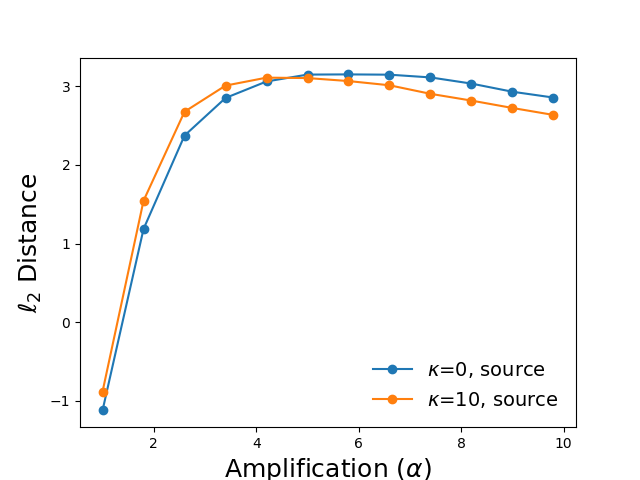 3
2
1
0
−1
2
4
6
8
10
ℓ₂ Distance
Amplification (α)
κ=0, source
κ=10, source